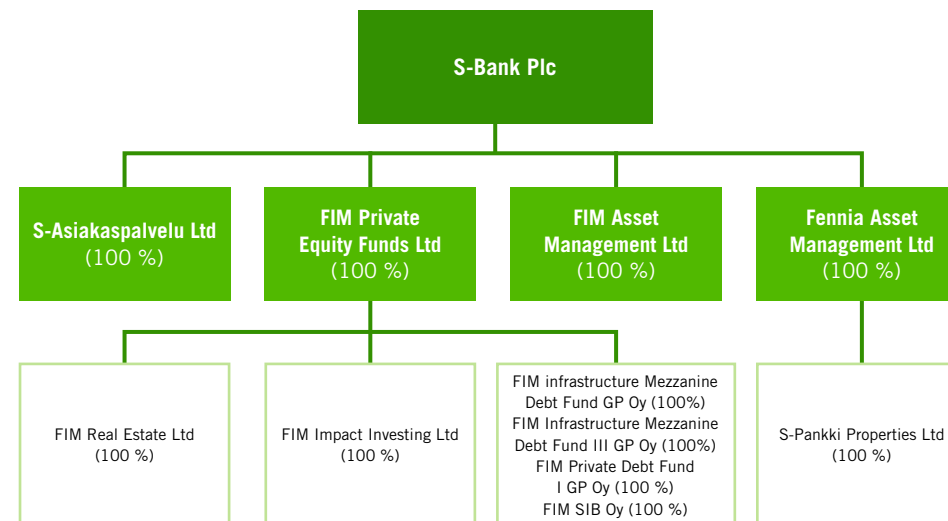 S-Bank Plc
S-Asiakaspalvelu Ltd
(100 %)
FIM Private
Equity Funds Ltd
(100 %)
FIM Asset
Management Ltd
(100 %)
Fennia Asset
Management Ltd
(100 %)
FIM Real Estate Ltd
(100 %)
FIM Impact Investing Ltd
(100 %)
FIM infrastructure Mezzanine
Debt Fund GP Oy (100%)
FIM Infrastructure Mezzanine
Debt Fund III GP Oy (100%)
FIM Private Debt Fund
I GP Oy (100 %)
FIM SIB Oy (100 %)
S-Pankki Properties Ltd
(100 %)